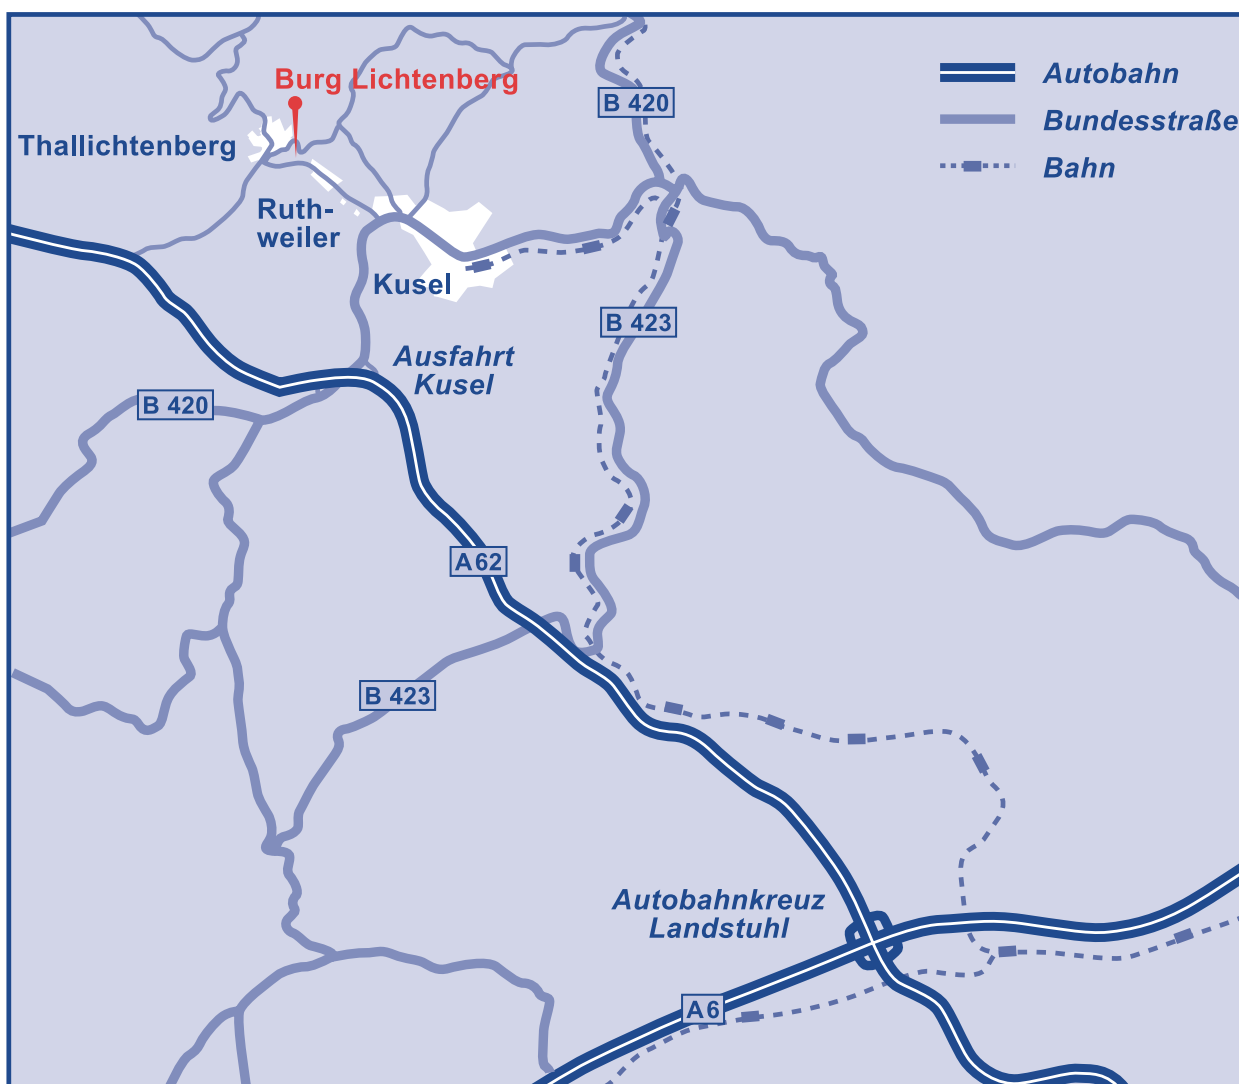 Burg Lichtenberg
Autobahn
B 420
Bundesstraße
Thallichtenberg
Bahn
Ruth-
weiler
Kusel
B 423
Ausfahrt
Kusel
B 420
A62
B 423
Autobahnkreuz
Landstuhl
A6